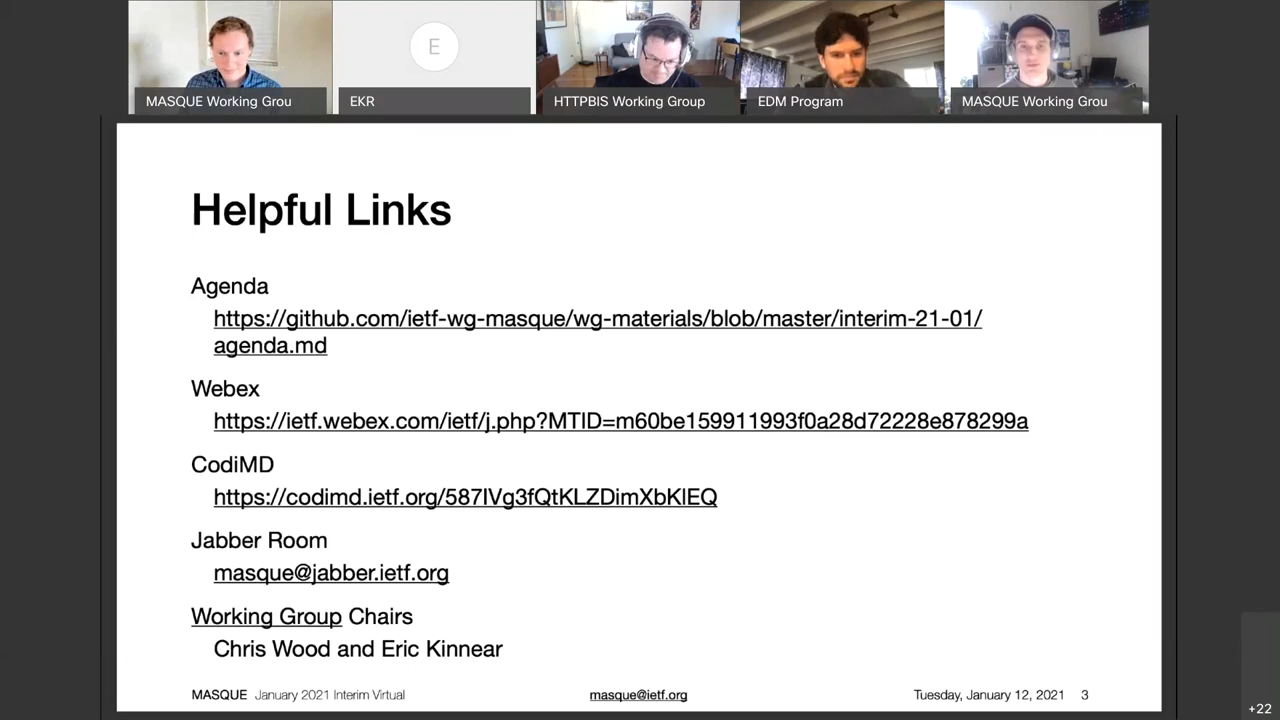 E
MASQUE Working Grou
EKR
HTTPBIS Working Group
EDM Program
MASQUE Working Grou
Helpful Links
Agenda
https://github.com/ietf-wg-masque/wg-materials/blob/master/interim-21-01/
agenda.md
Webex
https://ietf.webex.com/ietf/j.php?MTID=m60be159911993f0a28d72228e878299a
CodiMD
https://codimd.ietf.org/587lVg3fQtKLZDimXbKlEQ
Jabber Room
masque@jabber.ietf.org
Working Group Chairs
Chris Wood and Eric Kinnear
MASQUE January 2021 Interim Virtual
masque@ietf.org
Tuesday, January 12, 2021 3
+22